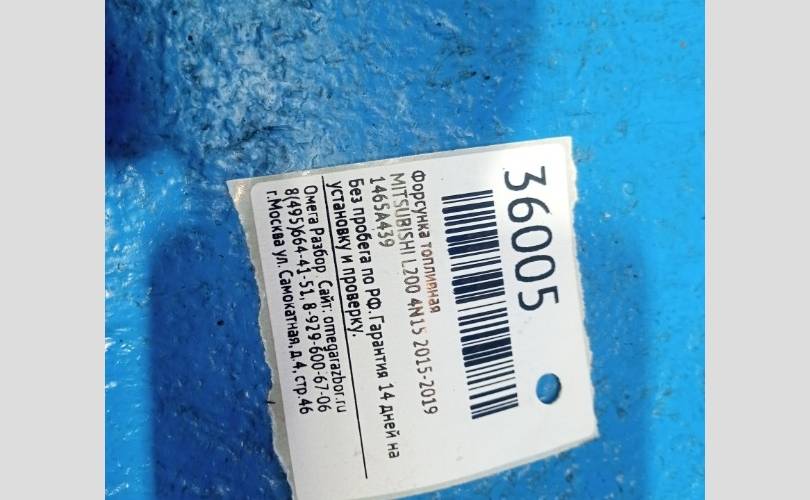 36005
Форсунка топливная
MITSUBISHI L200 4N15 2015-2019
1465A439
Без пробега по РФ.Гарантия 14 дней на
установку и проверку.
Омега Разбор. Сайт: omegarazbor.ru
8(495)664-41-51, 8-929-600-67-06
г.Москва ул. Самокатная, д.4, стр.46